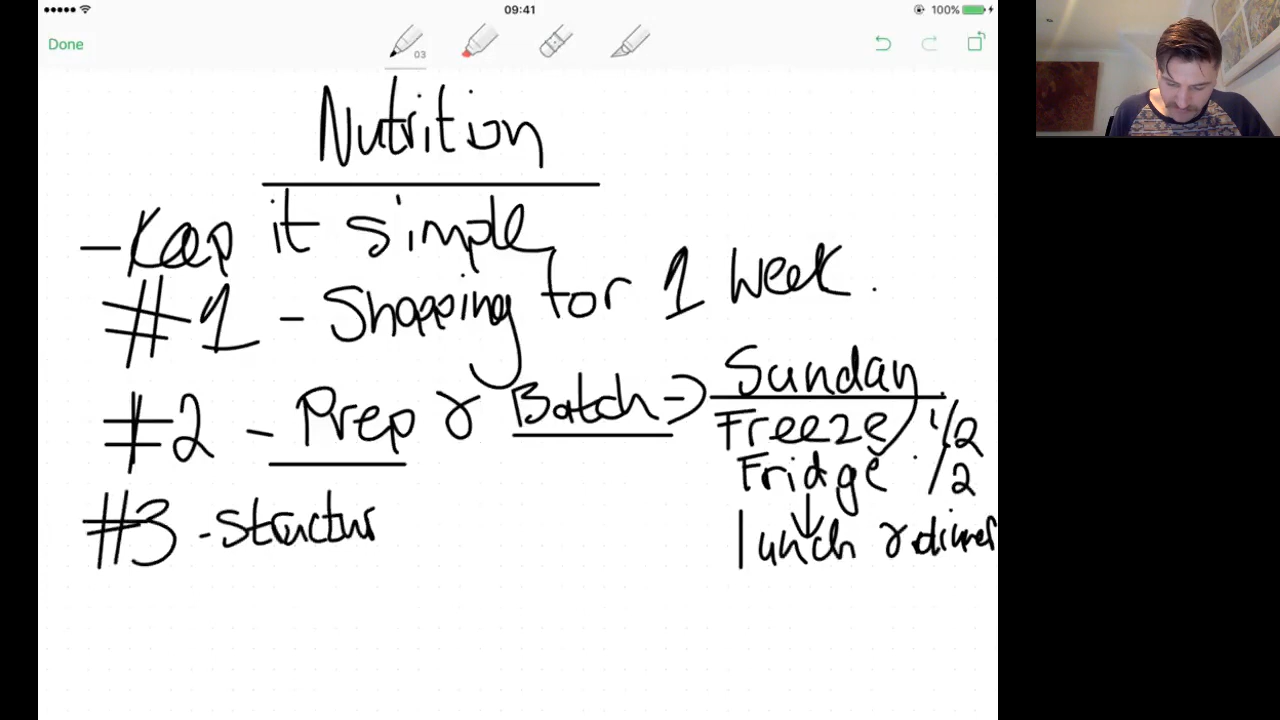 09:41
100%
Done
03
Nutrition
- Keep it simple
#1 - Shopping for 1 week.
#2 - Prep & Batch => Sunday
Freeze 1/2
Fridge 1/2
lunch & dinner
#3 - Structur